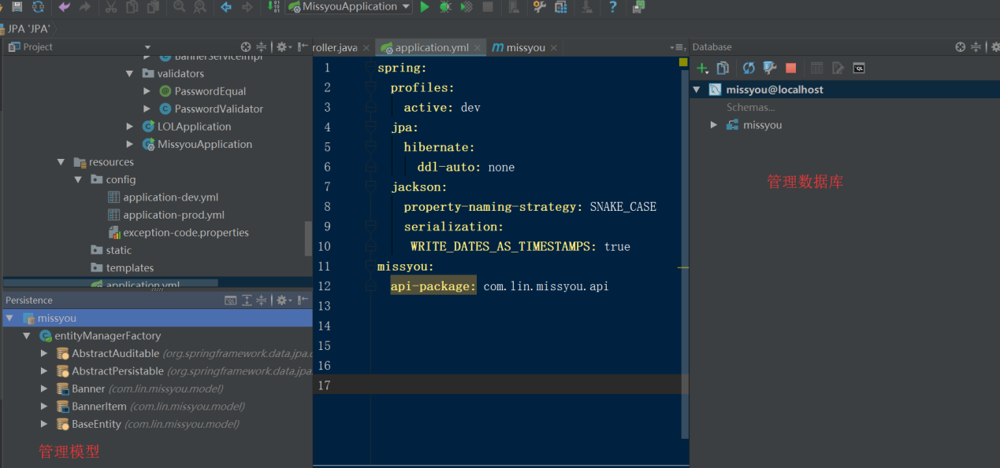 MissyouApplication
JPA 'JPA'
Project
BannerServiceImpl
validators
PasswordEqual
PasswordValidator
LOLApplication
MissyouApplication
resources
config
application-dev.yml
application-prod.yml
exception-code.properties
static
templates
application.yml
Persistence
missyou
entityManagerFactory
AbstractAuditable (org.springframework.data.jpa.
AbstractPersistable (org.springframework.data.jpa.
Banner (com.lin.missyou.model)
BannerItem (com.lin.missyou.model)
BaseEntity (com.lin.missyou.model)
管理模型
roller.java
application.yml
missyou
1 spring:
2 profiles:
3 active: dev
4 jpa:
5 hibernate:
6 ddl-auto: none
7 jackson:
8 property-naming-strategy: SNAKE_CASE
9 serialization:
10 WRITE_DATES_AS_TIMESTAMPS: true
11 missyou:
12 api-package: com.lin.missyou.api
13
14
15
16
17
Database
QL
missyou@localhost
Schemas...
missyou
管理数据库